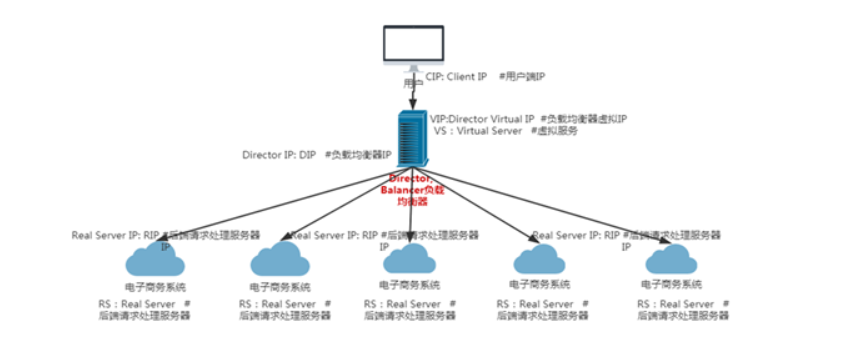 CIP: Client IP #用户端IP
用户
VIP:Director Virtual IP #负载均衡器虚拟IP
VS：Virtual Server #虚拟服务
Director IP: DIP #负载均衡器IP
Director,
Balancer负载
均衡器
Real Server IP: RIP #后端请求处理服务器
IP
Real Server IP: RIP #后端请求处理服务器
IP
Real Server IP: RIP #后端请求处理服务器
IP
电子商务系统
电子商务系统
电子商务系统
电子商务系统
电子商务系统
RS：Real Server #
后端请求处理服务器
RS：Real Server #
后端请求处理服务器
RS：Real Server #
后端请求处理服务器
RS：Real Server #
后端请求处理服务器
RS：Real Server #
后端请求处理服务器